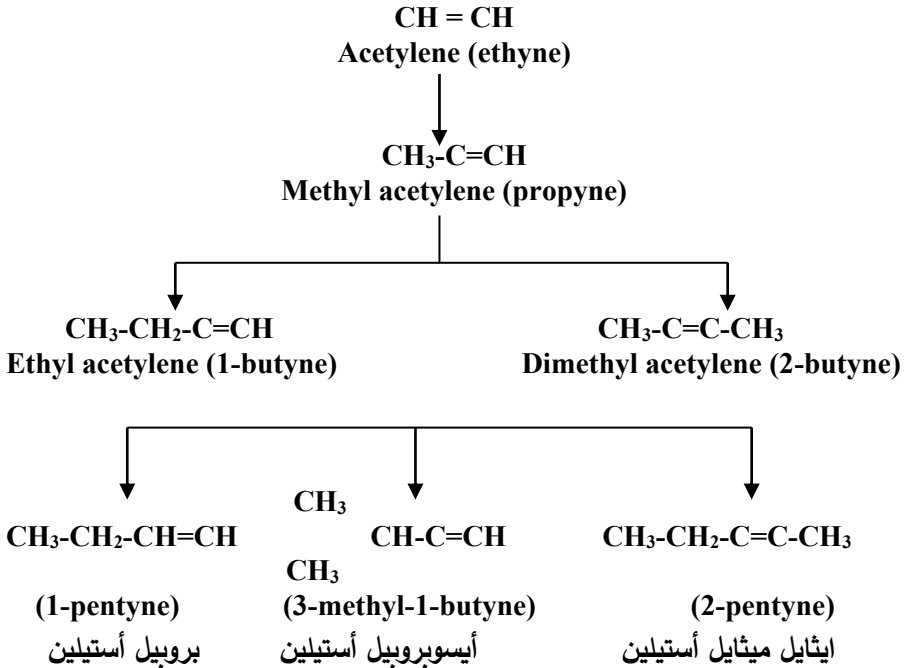 CH = CH
Acetylene (ethyne)
CH₃-C=CH
Methyl acetylene (propyne)
CH₃-CH₂-C=CH
Ethyl acetylene (1-butyne)
CH₃-C=C-CH₃
Dimethyl acetylene (2-butyne)
CH₃
CH₃-CH₂-CH=CH
CH-C=CH
CH₃-CH₂-C=C-CH₃
CH₃
(1-pentyne)
(3-methyl-1-butyne)
(2-pentyne)
بروبيل أستيلين
أيسوبروبيل أستيلين
ايثايل ميثايل أستيلين